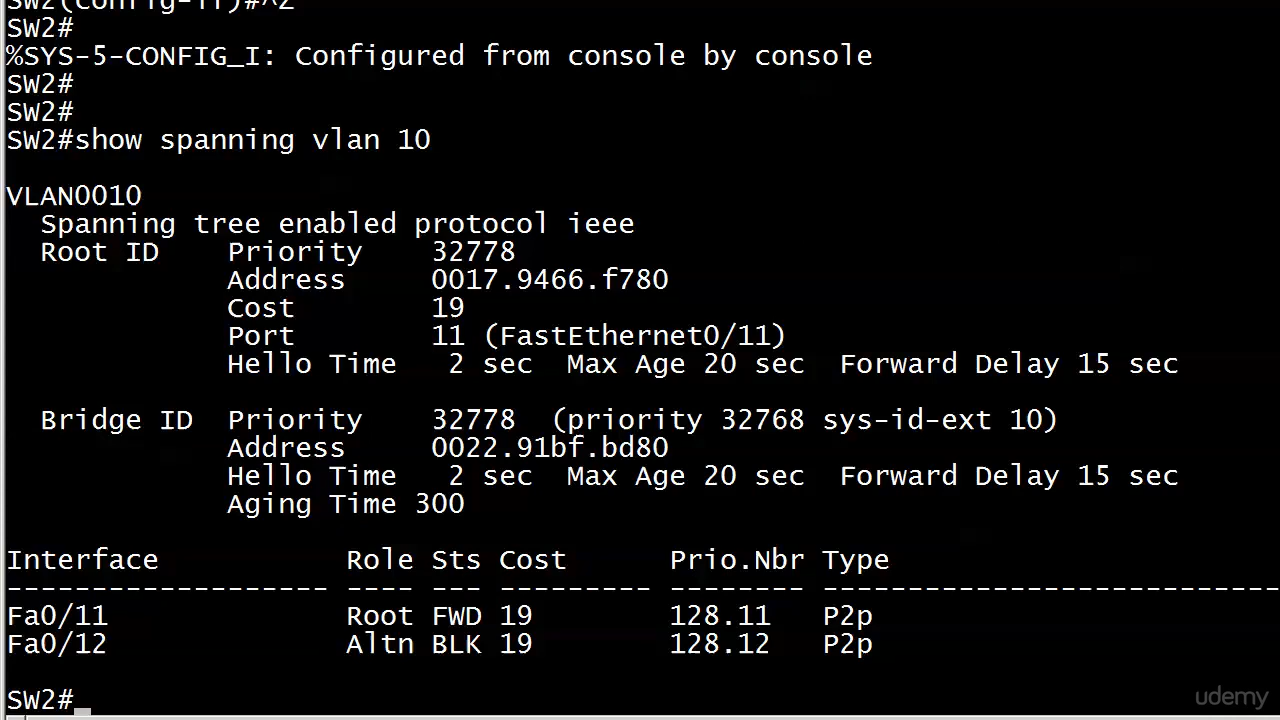 SW2(config-if)#^Z
SW2#
%SYS-5-CONFIG_I: Configured from console by console
SW2#
SW2#
SW2#show spanning vlan 10
VLAN0010
  Spanning tree enabled protocol ieee
  Root ID    Priority    32778
             Address     0017.9466.f780
             Cost        19
             Port        11 (FastEthernet0/11)
             Hello Time   2 sec  Max Age 20 sec  Forward Delay 15 sec
  Bridge ID  Priority    32778  (priority 32768 sys-id-ext 10)
             Address     0022.91bf.bd80
             Hello Time   2 sec  Max Age 20 sec  Forward Delay 15 sec
             Aging Time 300
Interface           Role Sts Cost      Prio.Nbr Type
------------------- ---- --- --------- -------- ---------------------------
Fa0/11              Root FWD 19        128.11   P2p
Fa0/12              Altn BLK 19        128.12   P2p
SW2#
udemy